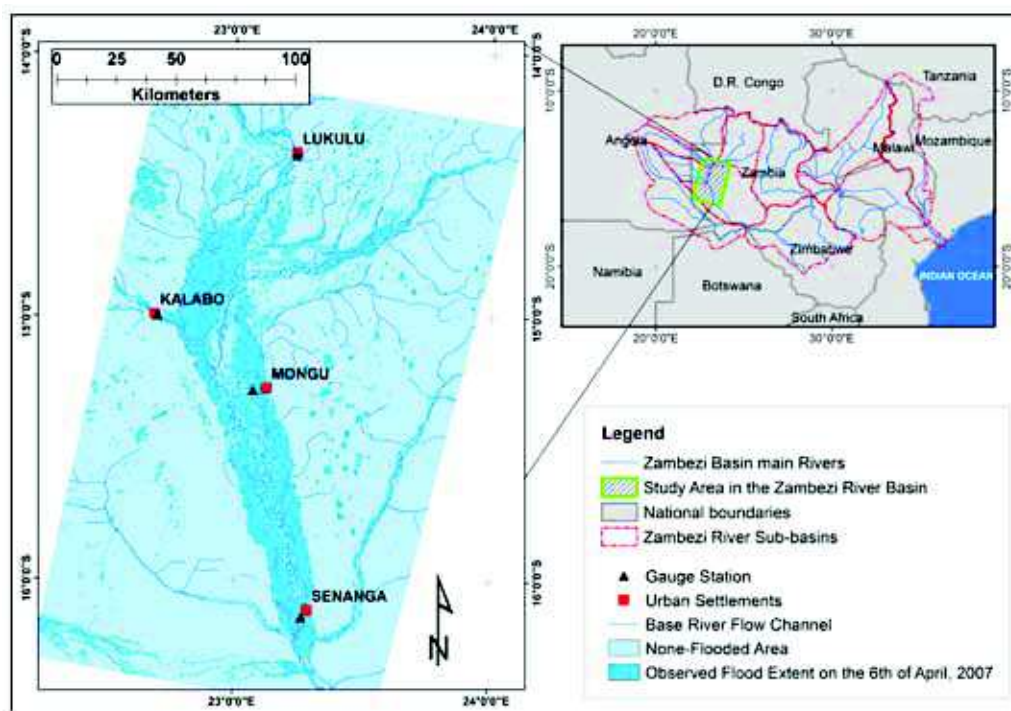 23°0'0"E 24°0'0"E
14°0'0"S
0 25 50 100
Kilometers
14°0'0"S
LUKULU
KALABO
15°0'0"S
15°0'0"S
MONGU
16°0'0"S
SENANGA
16°0'0"S
N
23°0'0"E 24°0'0"E
20°0'0"E 30°0'0"E
D.R. Congo
Tanzania
10°0'0"S
10°0'0"S
Angola
Malawi
Mozambique
Zambia
Zimbabwe
20°0'0"S
20°0'0"S
Namibia
Botswana
INDIAN OCEAN
South Africa
20°0'0"E 30°0'0"E
Legend
Zambezi Basin main Rivers
Study Area in the Zambezi River Basin
National boundaries
Zambezi River Sub-basins
Gauge Station
Urban Settlements
Base River Flow Channel
None-Flooded Area
Observed Flood Extent on the 6th of April, 2007